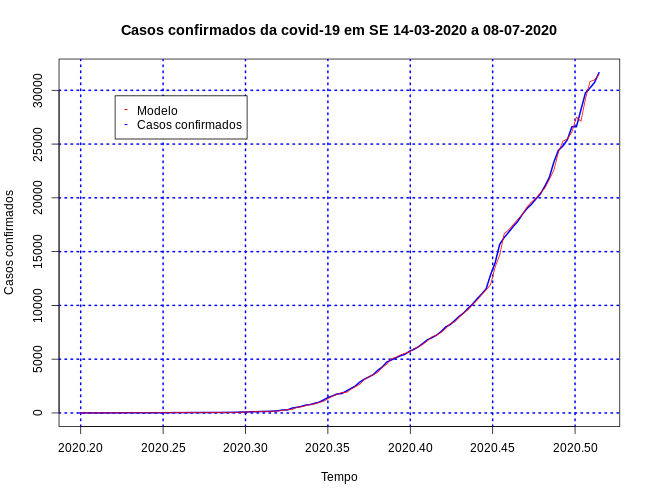 Casos confirmados da covid-19 em SE 14-03-2020 a 08-07-2020
Casos confirmados
30000
25000
20000
15000
10000
5000
0
Modelo
Casos confirmados
2020.20 2020.25 2020.30 2020.35 2020.40 2020.45 2020.50
Tempo